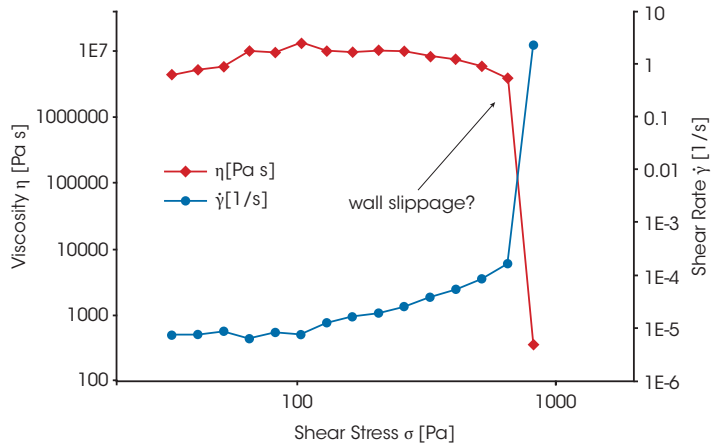 Viscosity η [Pa s]
1E7
1000000
100000
10000
1000
100
η[Pa s]
γ̇[1/s]
wall slippage?
10
1
0.1
0.01
1E-3
1E-4
1E-5
1E-6
Shear Rate γ̇ [1/s]
100
1000
Shear Stress σ [Pa]